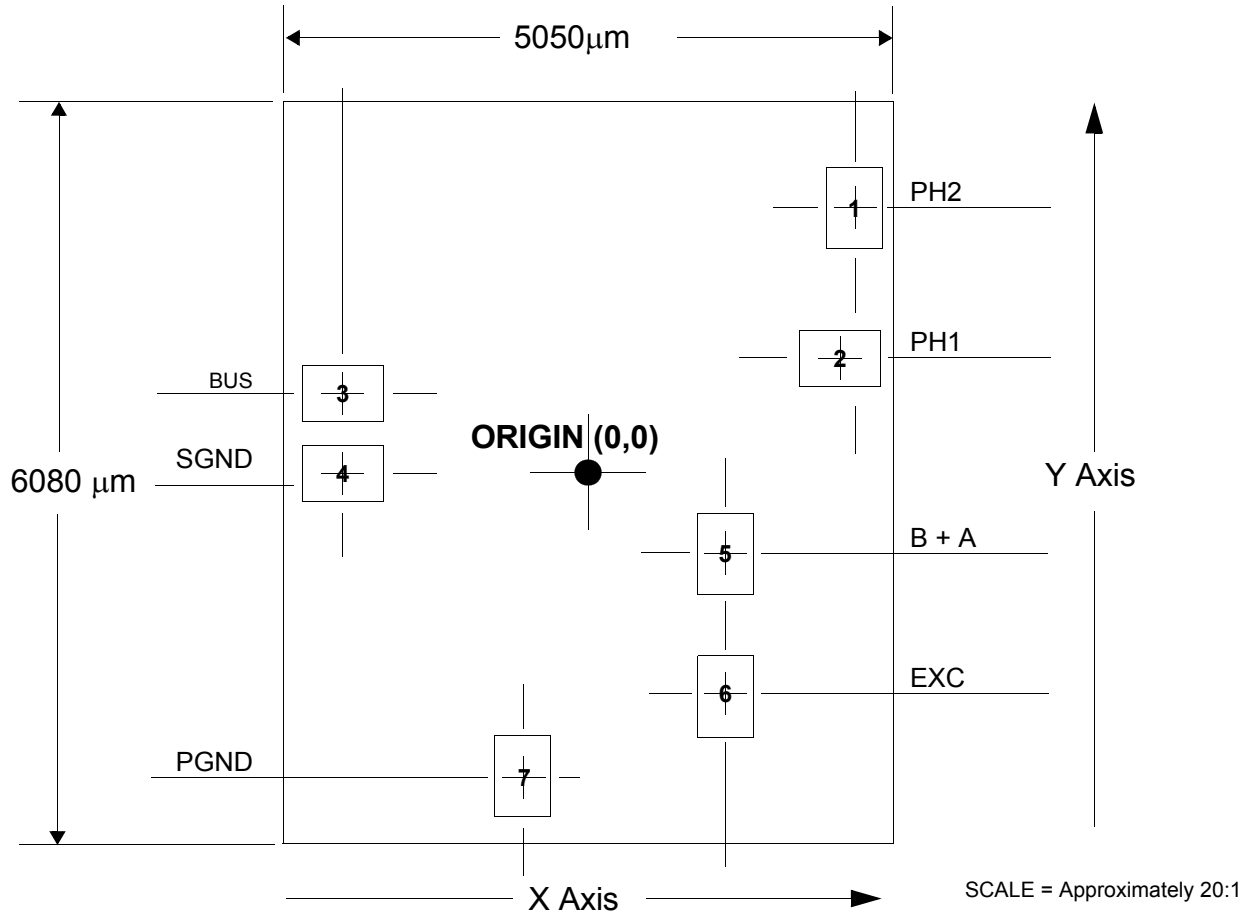 5050μm
1
PH2
2
PH1
BUS
3
ORIGIN (0,0)
SGND
4
6080 μm
Y Axis
5
B + A
6
EXC
PGND
7
X Axis
SCALE = Approximately 20:1